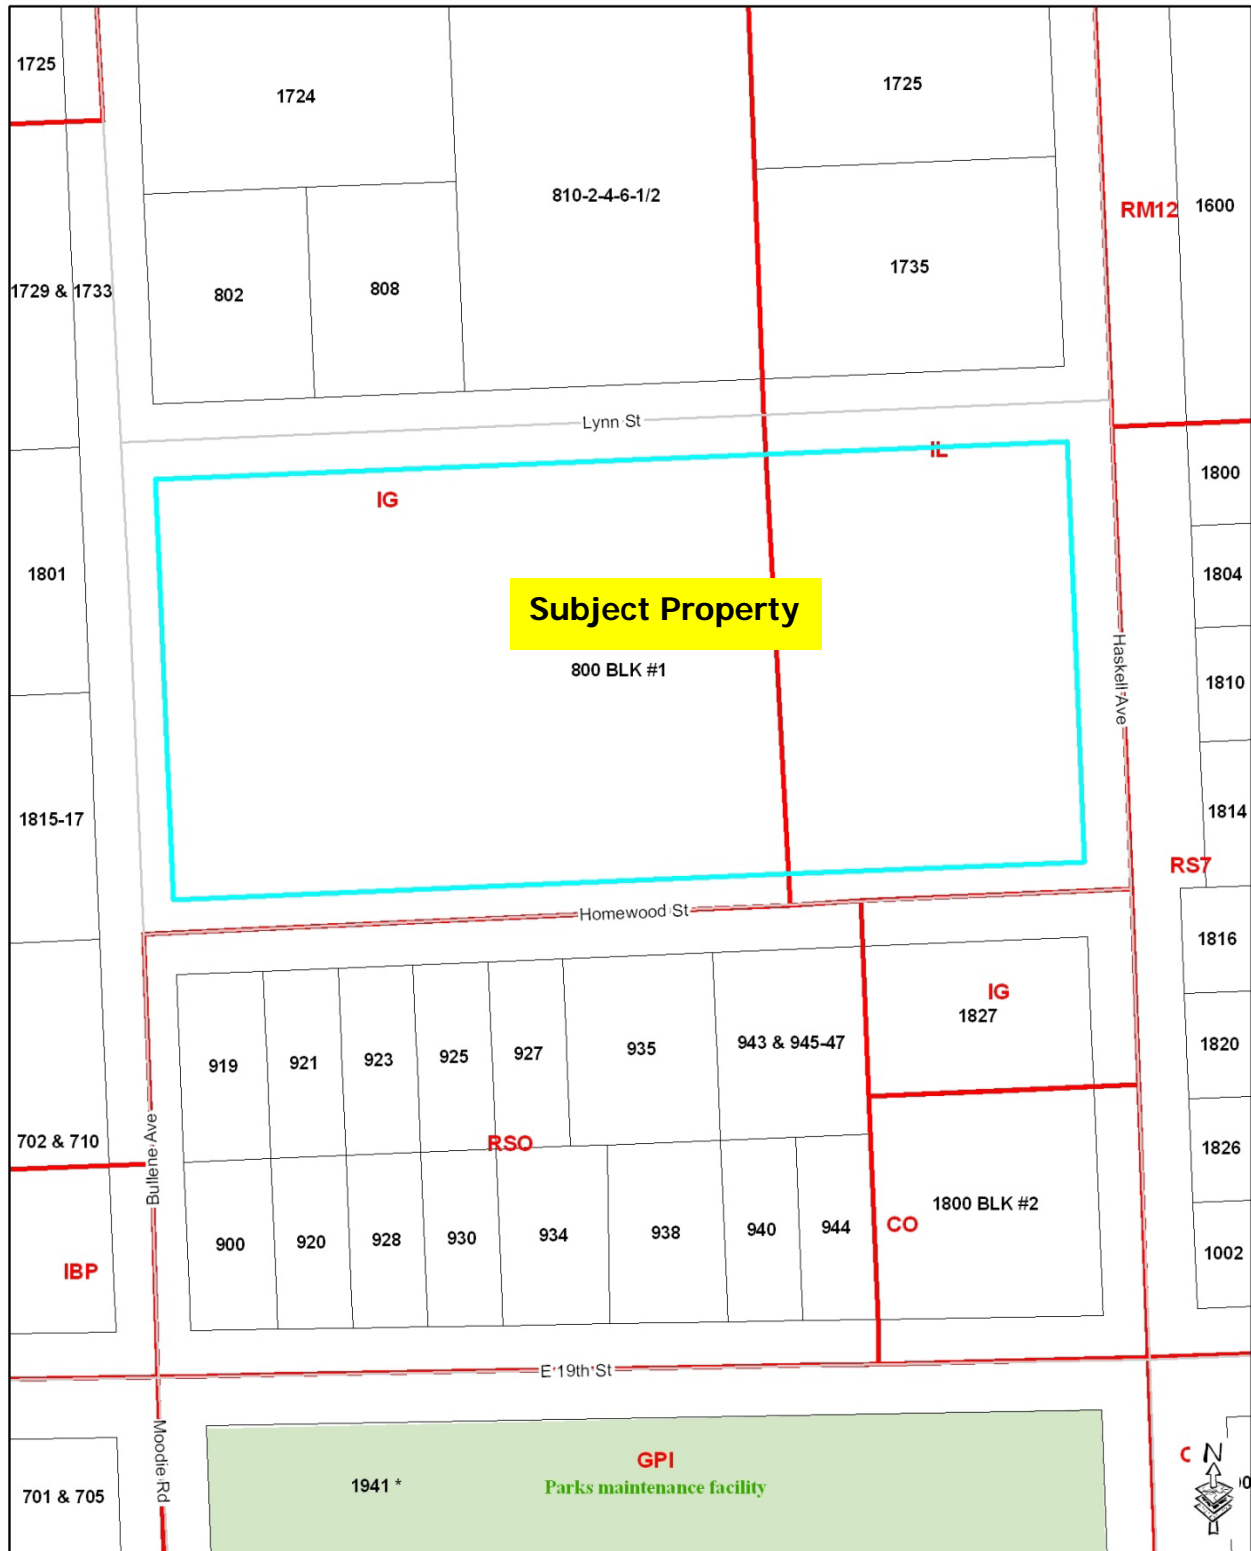 1725
1724
1725
810-2-4-6-1/2
RM12
1600
1735
1729 & 1733
802
808
Lynn St
IL
IG
1800
1801
1804
Subject Property
800 BLK #1
Haskell Ave
1810
1815-17
1814
RS7
Homewood St
1816
IG
1827
919
921
923
925
927
935
943 & 945-47
1820
702 & 710
Bullene Ave
RSO
1826
900
920
928
930
934
938
940
944
CO
1800 BLK #2
1002
IBP
E 19th St
Moodie Rd
GPI
C
N
701 & 705
1941 *
Parks maintenance facility